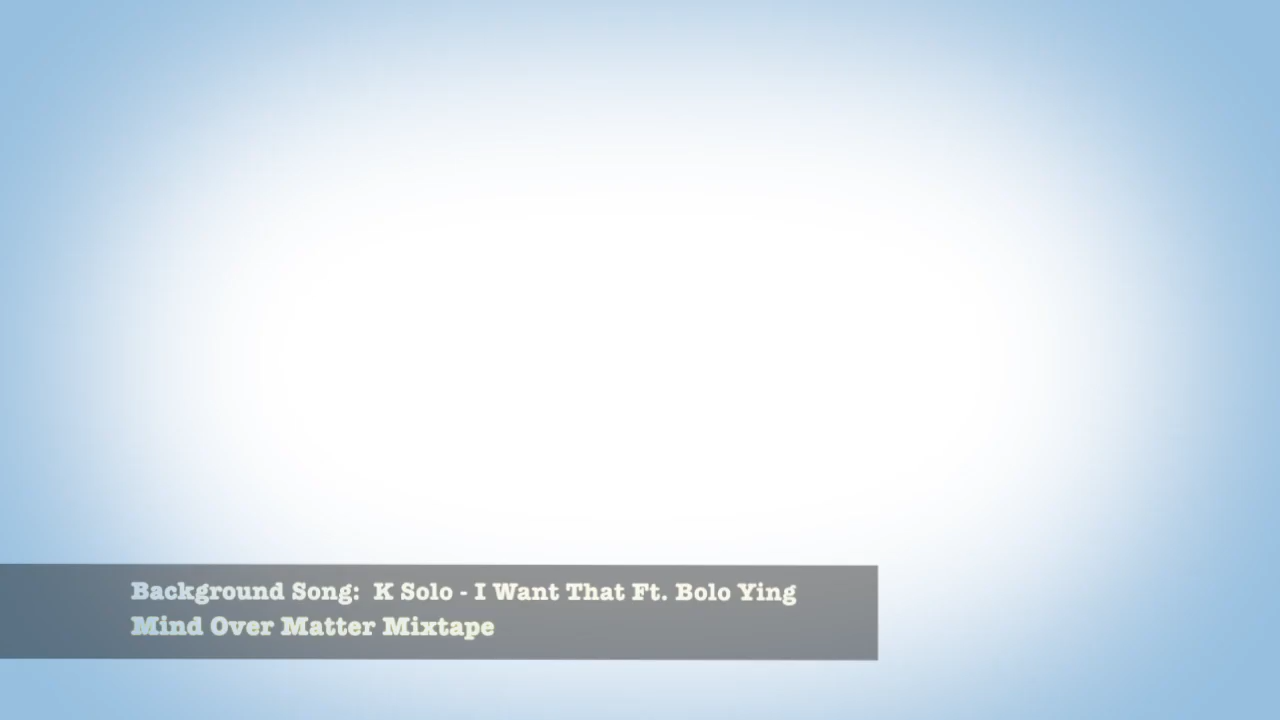 Background Song:  K Solo - I Want That Ft. Bolo Ying
Mind Over Matter Mixtape